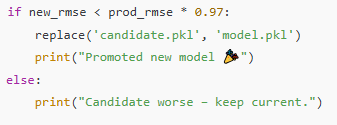 if new_rmse < prod_rmse * 0.97:
    replace('candidate.pkl', 'model.pkl')
    print("Promoted new model 🎉")
else:
    print("Candidate worse – keep current.")